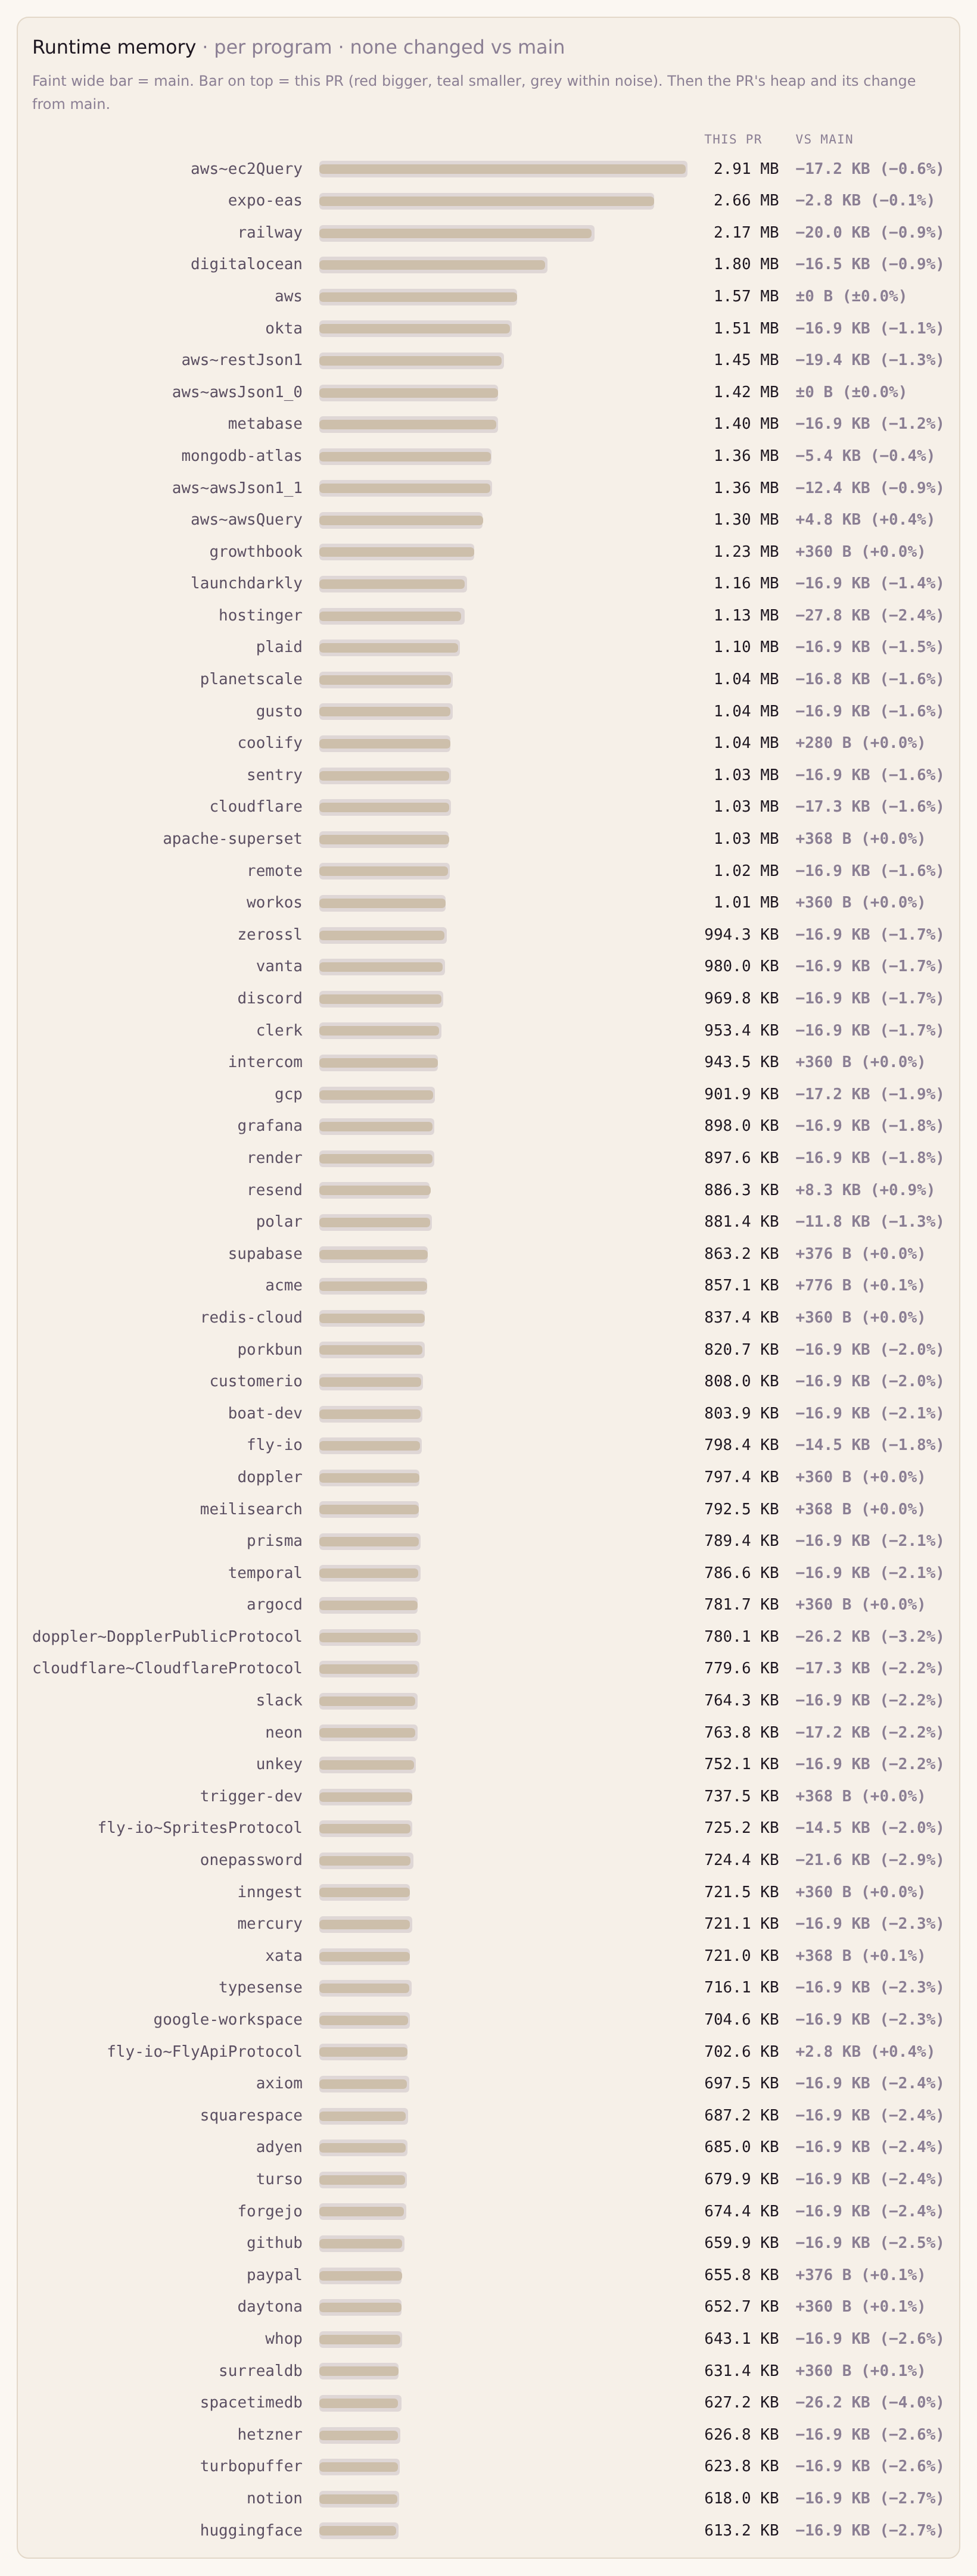 Runtime memory · per program · none changed vs main
Faint wide bar = main. Bar on top = this PR (red bigger, teal smaller, grey within noise). Then the PR's heap and its change
from main.
THIS PR VS MAIN
aws~ec2Query 2.91 MB −17.2 KB (−0.6%)
expo-eas 2.66 MB −2.8 KB (−0.1%)
railway 2.17 MB −20.0 KB (−0.9%)
digitalocean 1.80 MB −16.5 KB (−0.9%)
aws 1.57 MB ±0 B (±0.0%)
okta 1.51 MB −16.9 KB (−1.1%)
aws~restJson1 1.45 MB −19.4 KB (−1.3%)
aws~awsJson1_0 1.42 MB ±0 B (±0.0%)
metabase 1.40 MB −16.9 KB (−1.2%)
mongodb-atlas 1.36 MB −5.4 KB (−0.4%)
aws~awsJson1_1 1.36 MB −12.4 KB (−0.9%)
aws~awsQuery 1.30 MB +4.8 KB (+0.4%)
growthbook 1.23 MB +360 B (+0.0%)
launchdarkly 1.16 MB −16.9 KB (−1.4%)
hostinger 1.13 MB −27.8 KB (−2.4%)
plaid 1.10 MB −16.9 KB (−1.5%)
planetscale 1.04 MB −16.8 KB (−1.6%)
gusto 1.04 MB −16.9 KB (−1.6%)
coolify 1.04 MB +280 B (+0.0%)
sentry 1.03 MB −16.9 KB (−1.6%)
cloudflare 1.03 MB −17.3 KB (−1.6%)
apache-superset 1.03 MB +368 B (+0.0%)
remote 1.02 MB −16.9 KB (−1.6%)
workos 1.01 MB +360 B (+0.0%)
zerossl 994.3 KB −16.9 KB (−1.7%)
vanta 980.0 KB −16.9 KB (−1.7%)
discord 969.8 KB −16.9 KB (−1.7%)
clerk 953.4 KB −16.9 KB (−1.7%)
intercom 943.5 KB +360 B (+0.0%)
gcp 901.9 KB −17.2 KB (−1.9%)
grafana 898.0 KB −16.9 KB (−1.8%)
render 897.6 KB −16.9 KB (−1.8%)
resend 886.3 KB +8.3 KB (+0.9%)
polar 881.4 KB −11.8 KB (−1.3%)
supabase 863.2 KB +376 B (+0.0%)
acme 857.1 KB +776 B (+0.1%)
redis-cloud 837.4 KB +360 B (+0.0%)
porkbun 820.7 KB −16.9 KB (−2.0%)
customerio 808.0 KB −16.9 KB (−2.0%)
boat-dev 803.9 KB −16.9 KB (−2.1%)
fly-io 798.4 KB −14.5 KB (−1.8%)
doppler 797.4 KB +360 B (+0.0%)
meilisearch 792.5 KB +368 B (+0.0%)
prisma 789.4 KB −16.9 KB (−2.1%)
temporal 786.6 KB −16.9 KB (−2.1%)
argocd 781.7 KB +360 B (+0.0%)
doppler~DopplerPublicProtocol 780.1 KB −26.2 KB (−3.2%)
cloudflare~CloudflareProtocol 779.6 KB −17.3 KB (−2.2%)
slack 764.3 KB −16.9 KB (−2.2%)
neon 763.8 KB −17.2 KB (−2.2%)
unkey 752.1 KB −16.9 KB (−2.2%)
trigger-dev 737.5 KB +368 B (+0.0%)
fly-io~SpritesProtocol 725.2 KB −14.5 KB (−2.0%)
onepassword 724.4 KB −21.6 KB (−2.9%)
inngest 721.5 KB +360 B (+0.0%)
mercury 721.1 KB −16.9 KB (−2.3%)
xata 721.0 KB +368 B (+0.1%)
typesense 716.1 KB −16.9 KB (−2.3%)
google-workspace 704.6 KB −16.9 KB (−2.3%)
fly-io~FlyApiProtocol 702.6 KB +2.8 KB (+0.4%)
axiom 697.5 KB −16.9 KB (−2.4%)
squarespace 687.2 KB −16.9 KB (−2.4%)
adyen 685.0 KB −16.9 KB (−2.4%)
turso 679.9 KB −16.9 KB (−2.4%)
forgejo 674.4 KB −16.9 KB (−2.4%)
github 659.9 KB −16.9 KB (−2.5%)
paypal 655.8 KB +376 B (+0.1%)
daytona 652.7 KB +360 B (+0.1%)
whop 643.1 KB −16.9 KB (−2.6%)
surrealdb 631.4 KB +360 B (+0.1%)
spacetimedb 627.2 KB −26.2 KB (−4.0%)
hetzner 626.8 KB −16.9 KB (−2.6%)
turbopuffer 623.8 KB −16.9 KB (−2.6%)
notion 618.0 KB −16.9 KB (−2.7%)
huggingface 613.2 KB −16.9 KB (−2.7%)